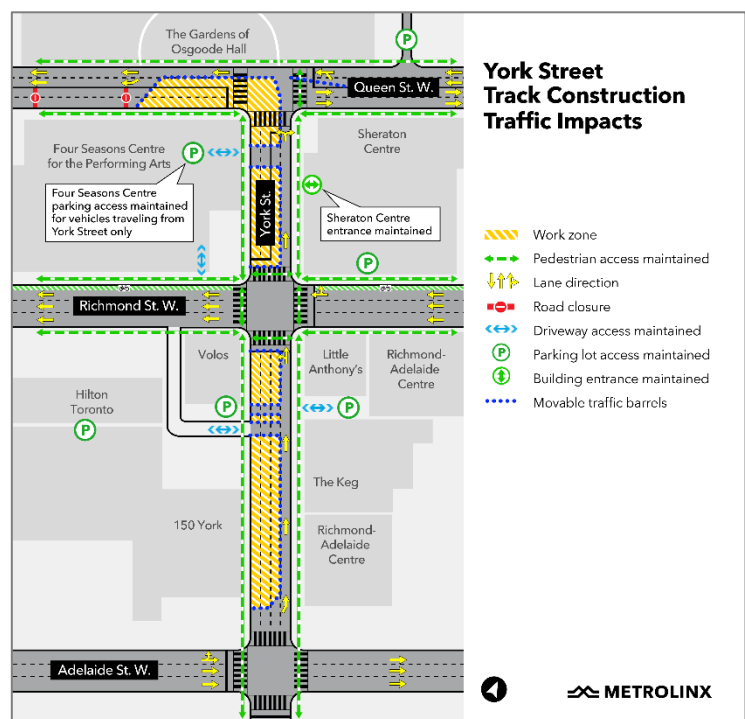 The Gardens of
Osgoode Hall
P
Queen St. W.
York Street
Track Construction
Traffic Impacts
Four Seasons Centre
for the Performing Arts
P
Sheraton
Centre
Four Seasons Centre
parking access maintained
for vehicles traveling from
York Street only
York St.
Sheraton Centre
entrance maintained
P
Work zone
Pedestrian access maintained
Lane direction
Road closure
Driveway access maintained
P
Parking lot access maintained
Building entrance maintained
Movable traffic barrels
Richmond St. W.
Volos
Little
Anthony's
Richmond-
Adelaide
Centre
Hilton
Toronto
P
P
P
The Keg
150 York
Richmond-
Adelaide
Centre
Adelaide St. W.
METROLINX